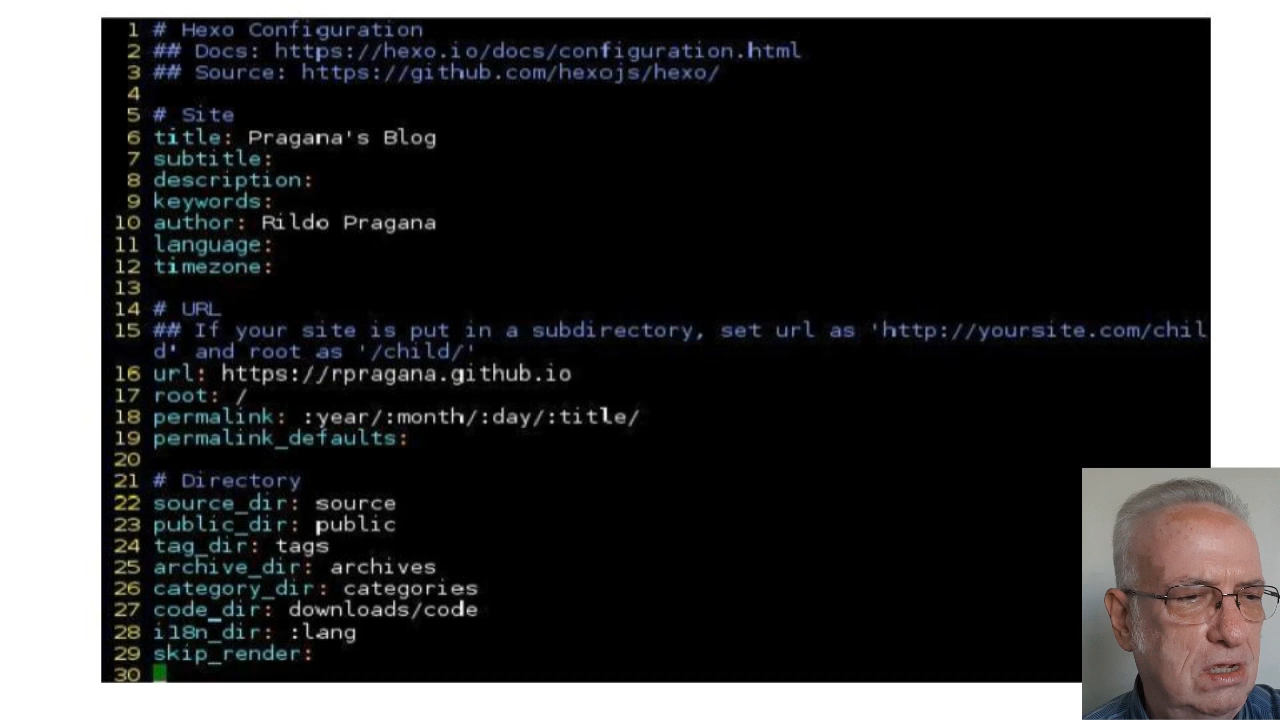 1 # Hexo Configuration
2 ## Docs: https://hexo.io/docs/configuration.html
3 ## Source: https://github.com/hexojs/hexo/
4
5 # Site
6 title: Pragana's Blog
7 subtitle:
8 description:
9 keywords:
10 author: Rildo Pragana
11 language:
12 timezone:
13
14 # URL
15 ## If your site is put in a subdirectory, set url as 'http://yoursite.com/chil
d' and root as '/child/'
16 url: https://rpragana.github.io
17 root: /
18 permalink: :year/:month/:day/:title/
19 permalink_defaults:
20
21 # Directory
22 source_dir: source
23 public_dir: public
24 tag_dir: tags
25 archive_dir: archives
26 category_dir: categories
27 code_dir: downloads/code
28 i18n_dir: :lang
29 skip_render:
30